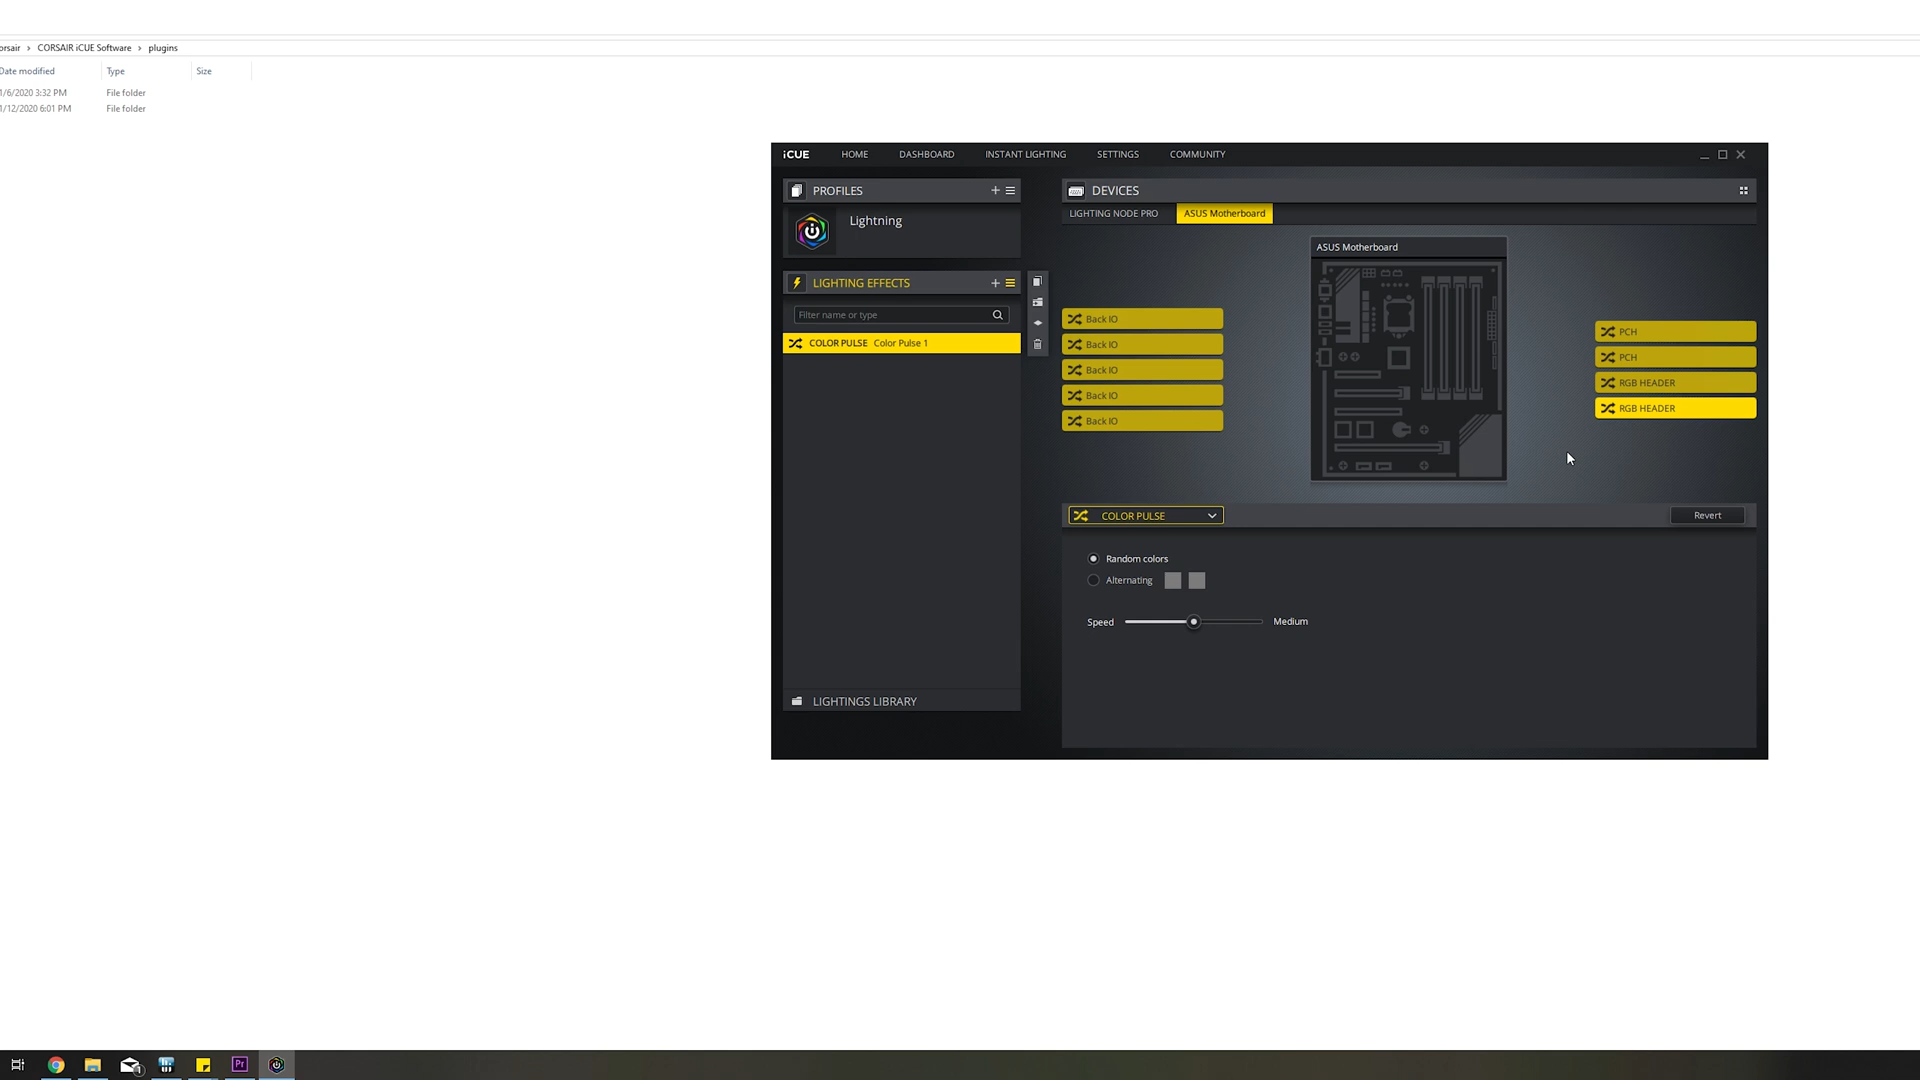 orsair > CORSAIR iCUE Software > plugins
Date modified Type Size
1/6/2020 3:32 PM File folder
1/12/2020 6:01 PM File folder
iCUE HOME DASHBOARD INSTANT LIGHTING SETTINGS COMMUNITY
PROFILES
Lightning
LIGHTING EFFECTS
Filter name or type
COLOR PULSE Color Pulse 1
LIGHTINGS LIBRARY
DEVICES
LIGHTING NODE PRO ASUS Motherboard
ASUS Motherboard
Back IO
Back IO
Back IO
Back IO
Back IO
PCH
PCH
RGB HEADER
RGB HEADER
COLOR PULSE Revert
Random colors
Alternating
Speed Medium
1
Pr